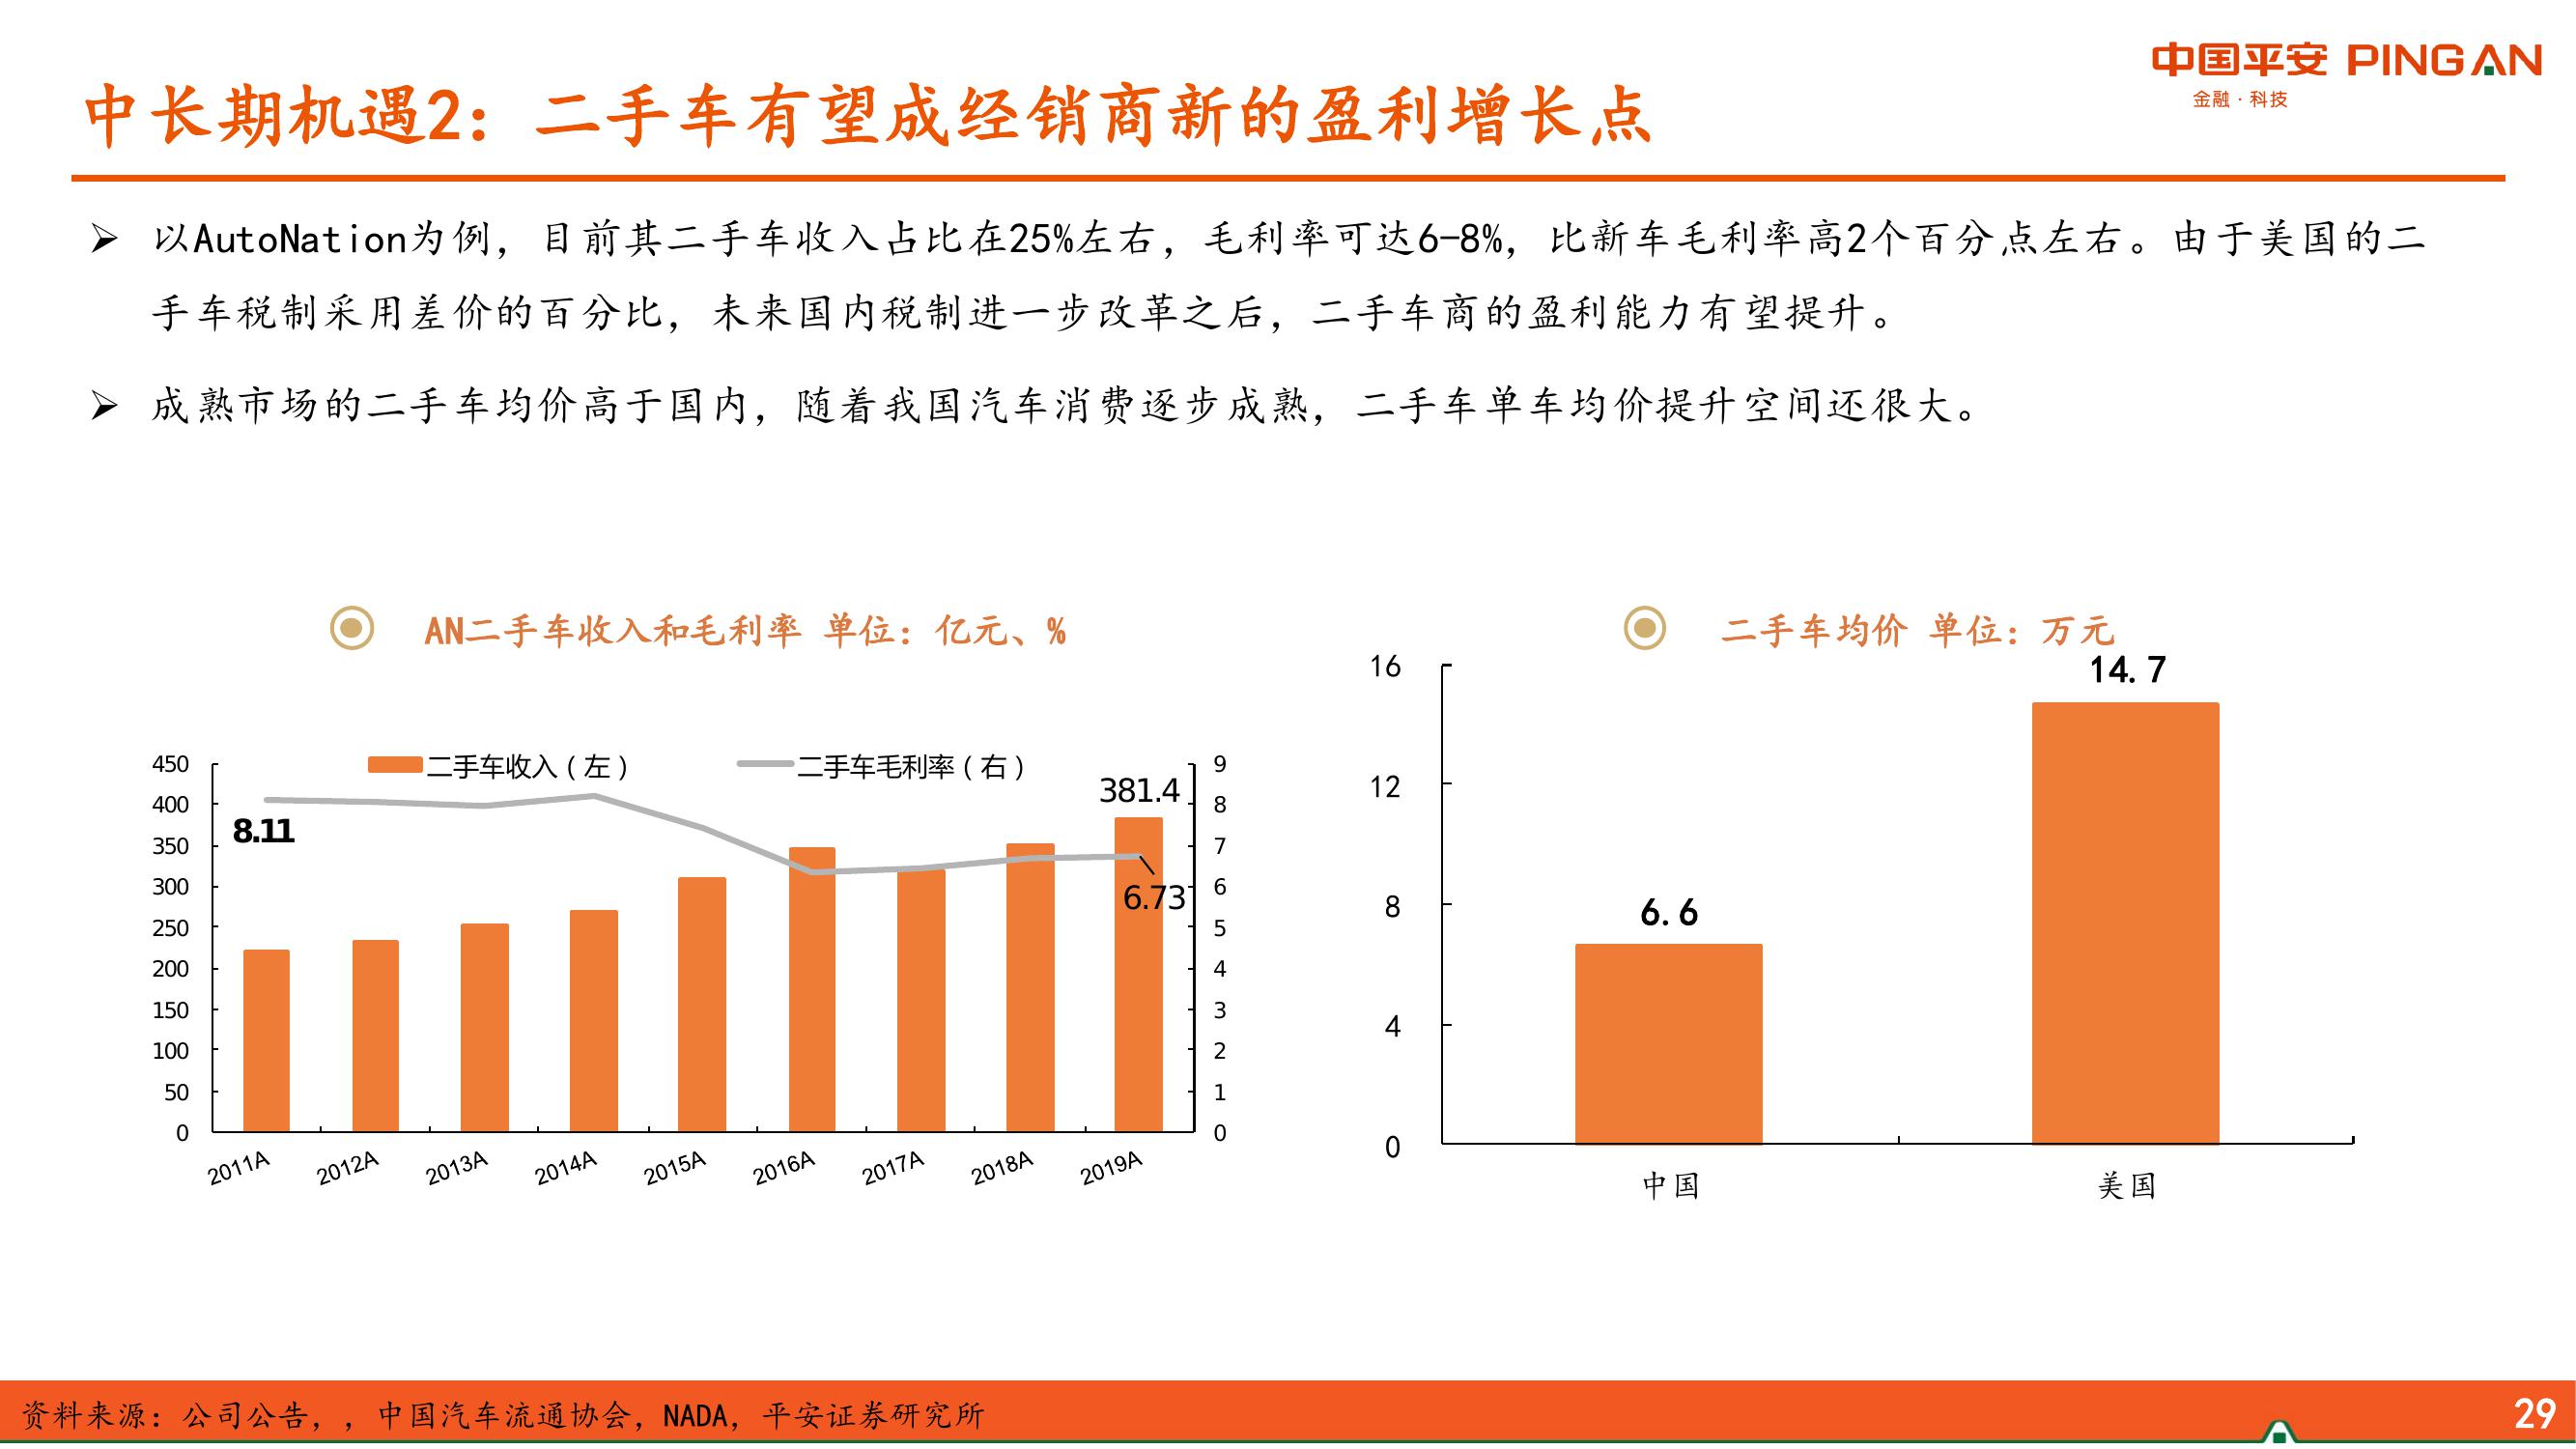 中国平安 PINGAN
金融·科技
中长期机遇2：二手车有望成经销商新的盈利增长点
以AutoNation为例，目前其二手车收入占比在25%左右，毛利率可达6-8%，比新车毛利率高2个百分点左右。由于美国的二
手车税制采用差价的百分比，未来国内税制进一步改革之后，二手车商的盈利能力有望提升。
成熟市场的二手车均价高于国内，随着我国汽车消费逐步成熟，二手车单车均价提升空间还很大。
AN二手车收入和毛利率 单位：亿元、%
二手车收入（左）
二手车毛利率（右）
450
400
350
300
250
200
150
100
50
0
9
8
7
6
5
4
3
2
1
0
8.11
381.4
6.73
2011A
2012A
2013A
2014A
2015A
2016A
2017A
2018A
2019A
二手车均价 单位：万元
16
12
8
4
0
6.6
14.7
中国
美国
资料来源：公司公告，，中国汽车流通协会，NADA，平安证券研究所
29